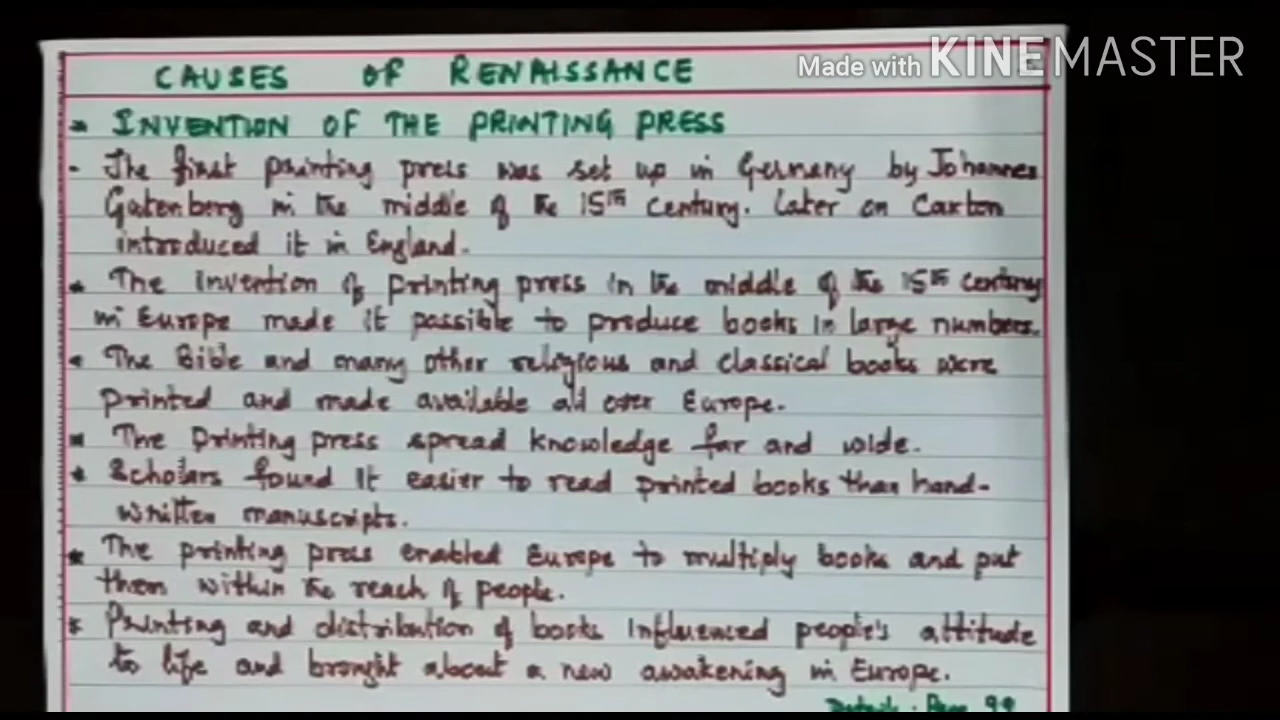 Made with KINEMASTER
CAUSES OF RENAISSANCE
INVENTION OF THE PRINTING PRESS
- The first printing press was set up in Germany by Johannes
Gutenberg in the middle of the 15TH century. Later on Caxton
introduced it in England.
The invention of printing press in the middle of the 15TH century
in Europe made it possible to produce books in large numbers.
The Bible and many other religious and classical books were
printed and made available all over Europe.
The printing press spread knowledge far and wide.
Scholars found it easier to read printed books than hand-
written manuscripts.
The printing press enabled Europe to multiply books and put
them within the reach of people.
Printing and distribution of books influenced people's attitude
to life and brought about a new awakening in Europe.